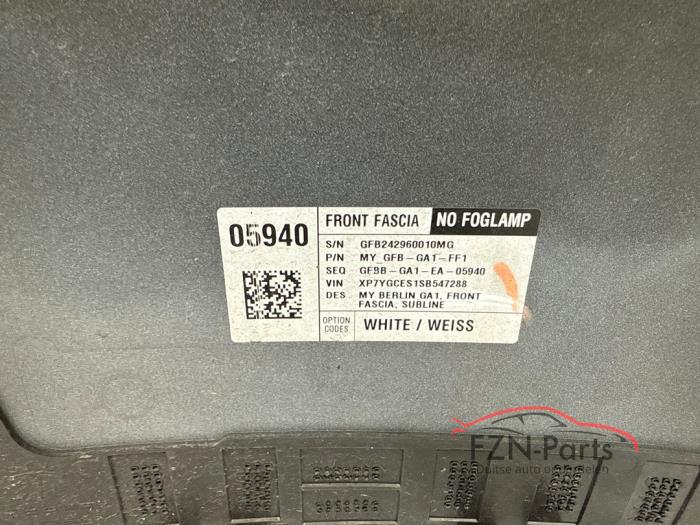 05940
FRONT FASCIA NO FOGLAMP
S/N GFB242960010MG
P/N MY_GFB-GA1-FF1
SEQ GFBB-GA1-EA-05940
VIN XP7YGCES1SB547288
DES MY BERLIN GA1, FRONT
FASCIA, SUBLINE
OPTION
CODES WHITE / WEISS
FZN-Parts
Duitse auto onderdelen